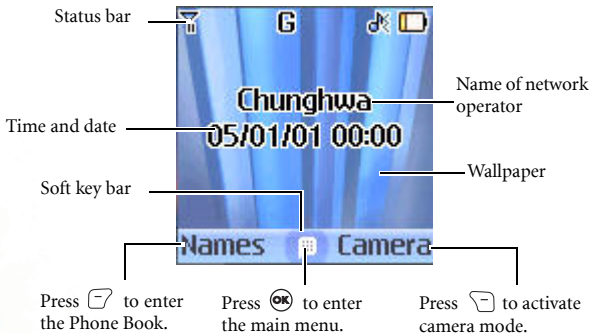 Status bar
G
Chunghwa
Name of network
operator
Time and date
05/01/01 00:00
Wallpaper
Soft key bar
Names
Camera
Press to enter
the Phone Book.
Press OK to enter
the main menu.
Press to activate
camera mode.